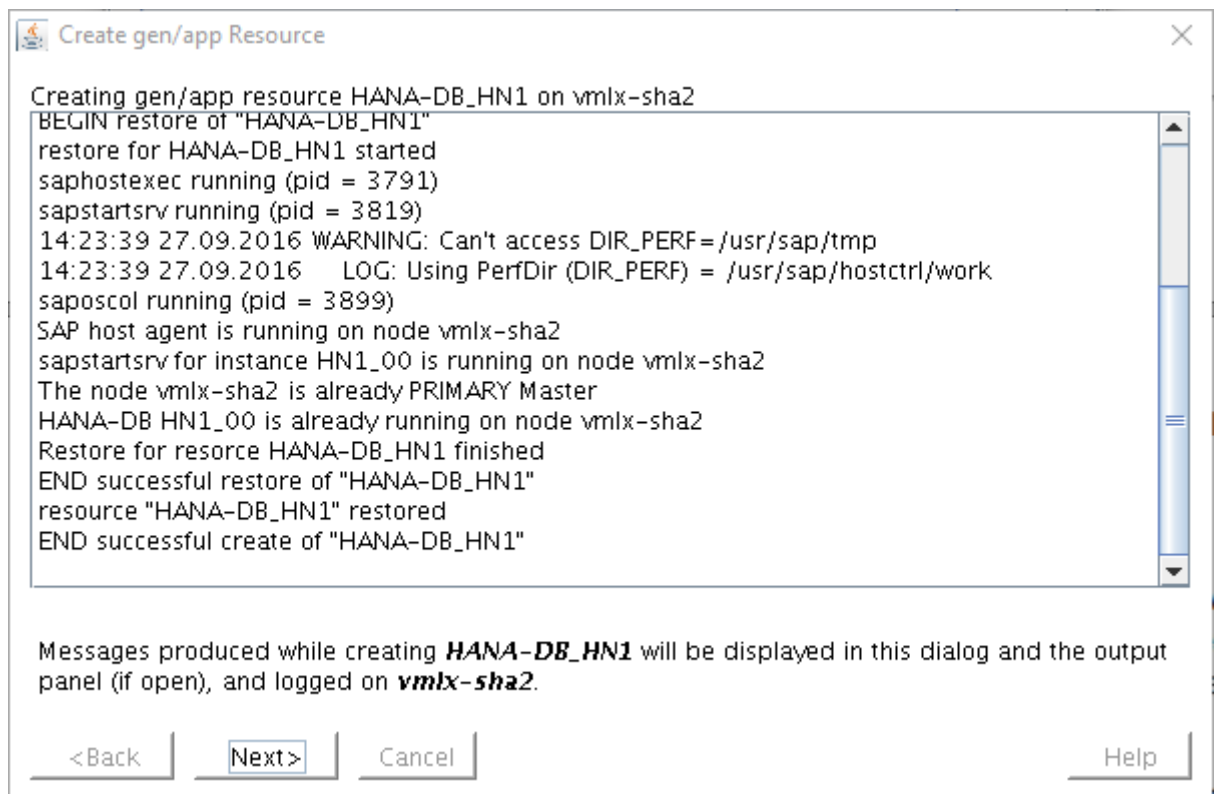 Create gen/app Resource
Creating gen/app resource HANA-DB_HN1 on vmlx-sha2
BEGIN restore of "HANA-DB_HN1"
restore for HANA-DB_HN1 started
saphostexec running (pid = 3791)
sapstartsrv running (pid = 3819)
14:23:39 27.09.2016 WARNING: Can't access DIR_PERF=/usr/sap/tmp
14:23:39 27.09.2016 LOG: Using PerfDir (DIR_PERF) = /usr/sap/hostctrl/work
saposcol running (pid = 3899)
SAP host agent is running on node vmlx-sha2
sapstartsrv for instance HN1_00 is running on node vmlx-sha2
The node vmlx-sha2 is already PRIMARY Master
HANA-DB HN1_00 is already running on node vmlx-sha2
Restore for resorce HANA-DB_HN1 finished
END successful restore of "HANA-DB_HN1"
resource "HANA-DB_HN1" restored
END successful create of "HANA-DB_HN1"
Messages produced while creating HANA-DB_HN1 will be displayed in this dialog and the output
panel (if open), and logged on vmlx-sha2.
<Back Next> Cancel Help